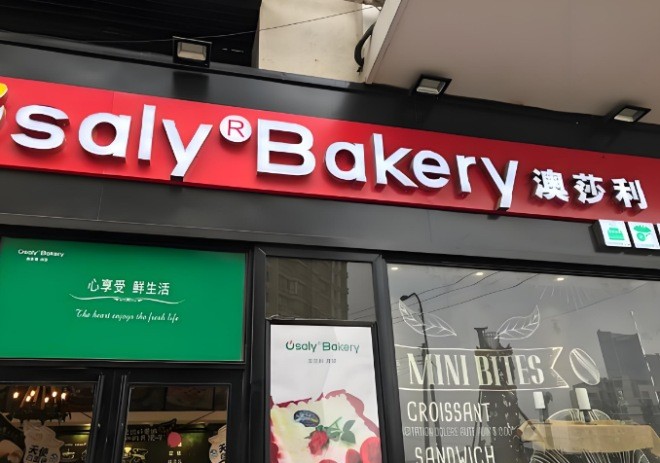 Osaly® Bakery 澳莎利
Osaly® Bakery
心享受 鲜生活
The heart enjoys the fresh life
Osaly® Bakery
MINI BITES
CROISSANT
SANDWICH